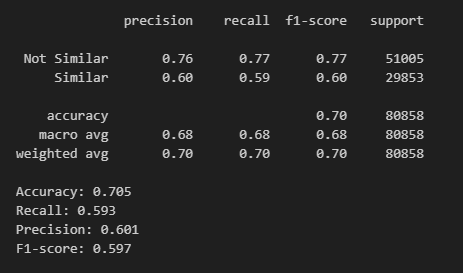 precision recall f1-score support
Not Similar 0.76 0.77 0.77 51005
Similar 0.60 0.59 0.60 29853
accuracy 0.70 80858
macro avg 0.68 0.68 0.68 80858
weighted avg 0.70 0.70 0.70 80858
Accuracy: 0.705
Recall: 0.593
Precision: 0.601
F1-score: 0.597